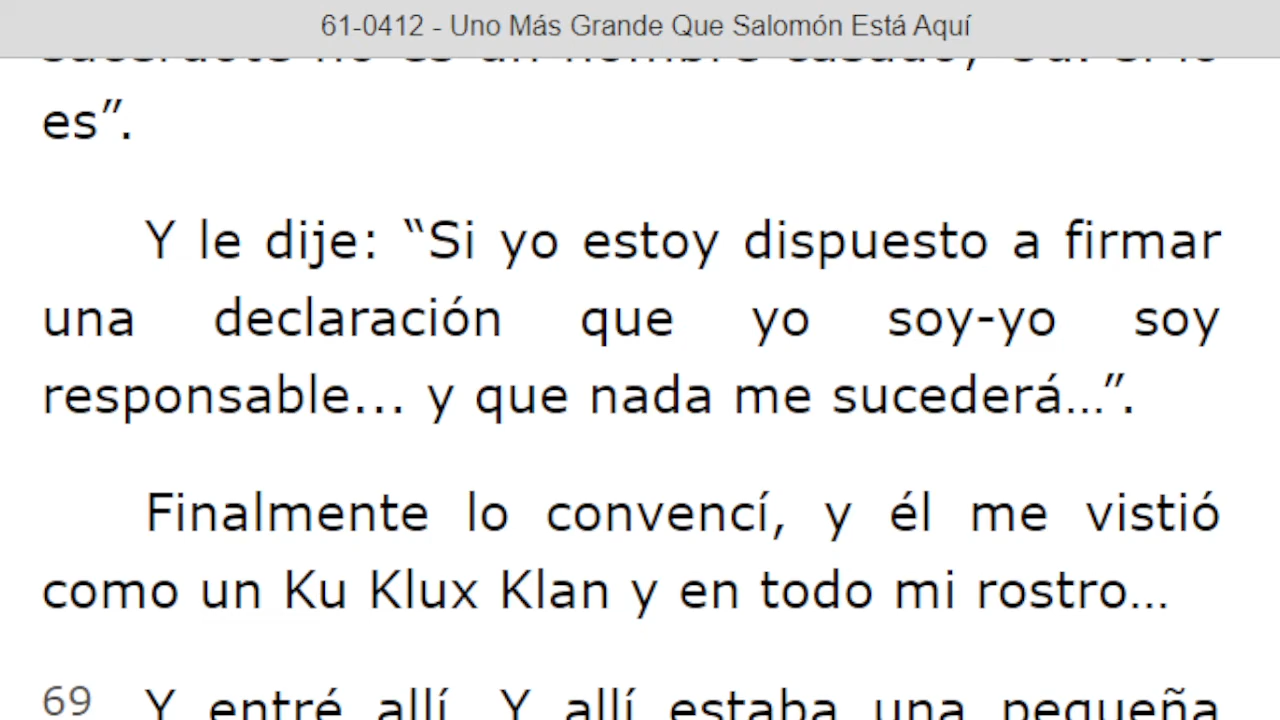 61-0412 - Uno Más Grande Que Salomón Está Aquí
es”.
Y le dije: “Si yo estoy dispuesto a firmar
una declaración que yo soy-yo soy
responsable... y que nada me sucederá...”.
Finalmente lo convencí, y él me vistió
como un Ku Klux Klan y en todo mi rostro...
69 Y entré allí. Y allí estaba una pequeña